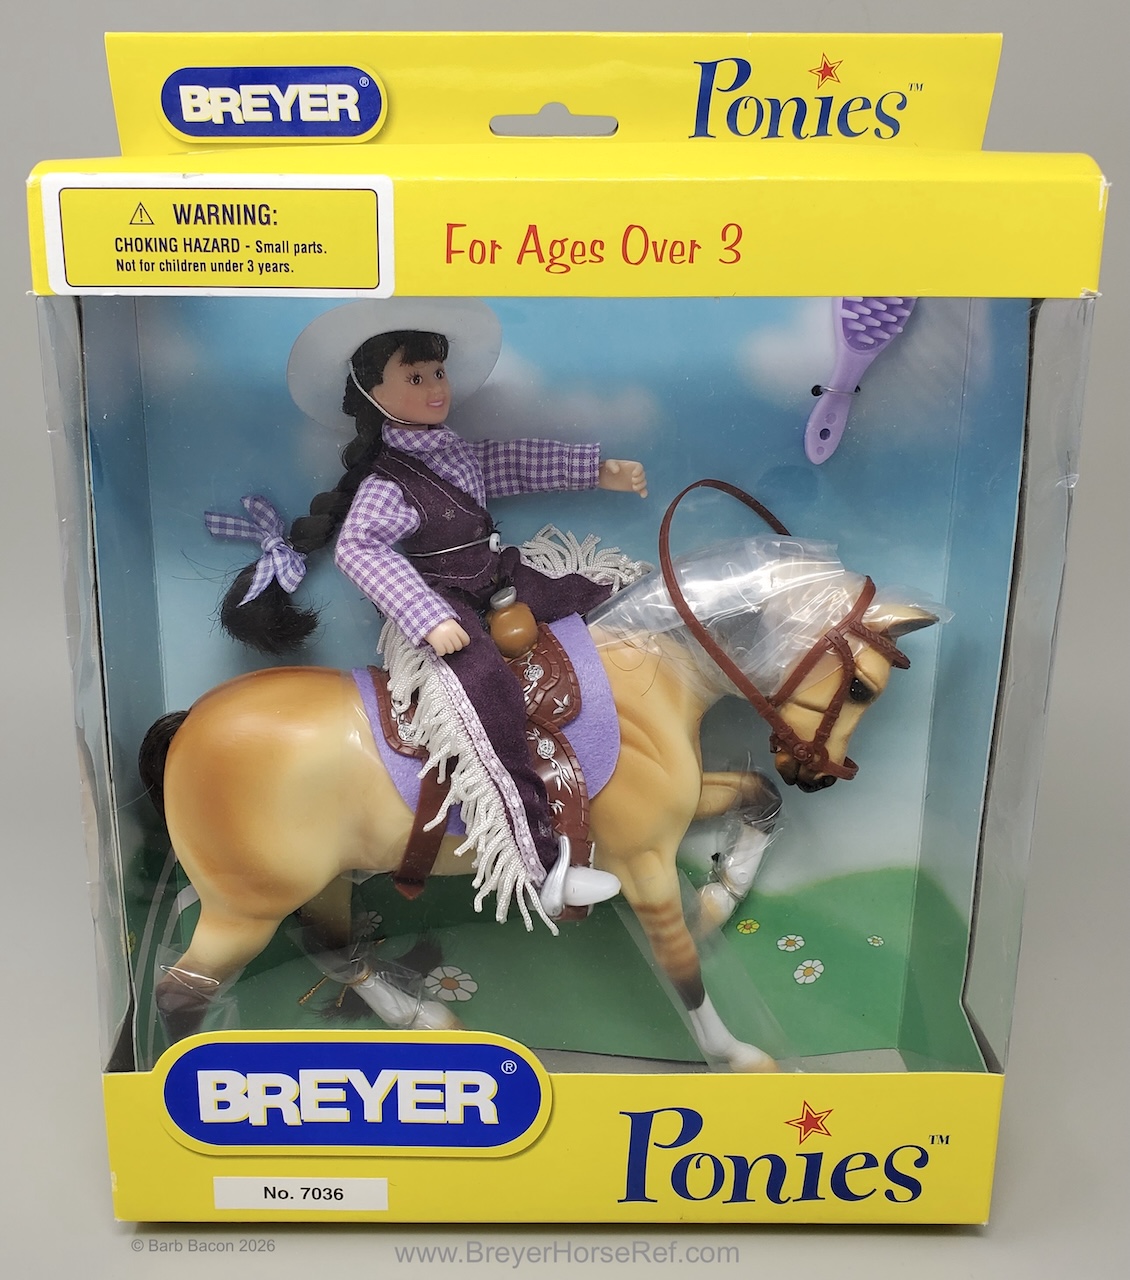 BREYER®
Ponies™
WARNING:
CHOKING HAZARD - Small parts.
Not for children under 3 years.
For Ages Over 3
BREYER®
Ponies™
No. 7036
© Barb Bacon 2026
www.BreyerHorseRef.com